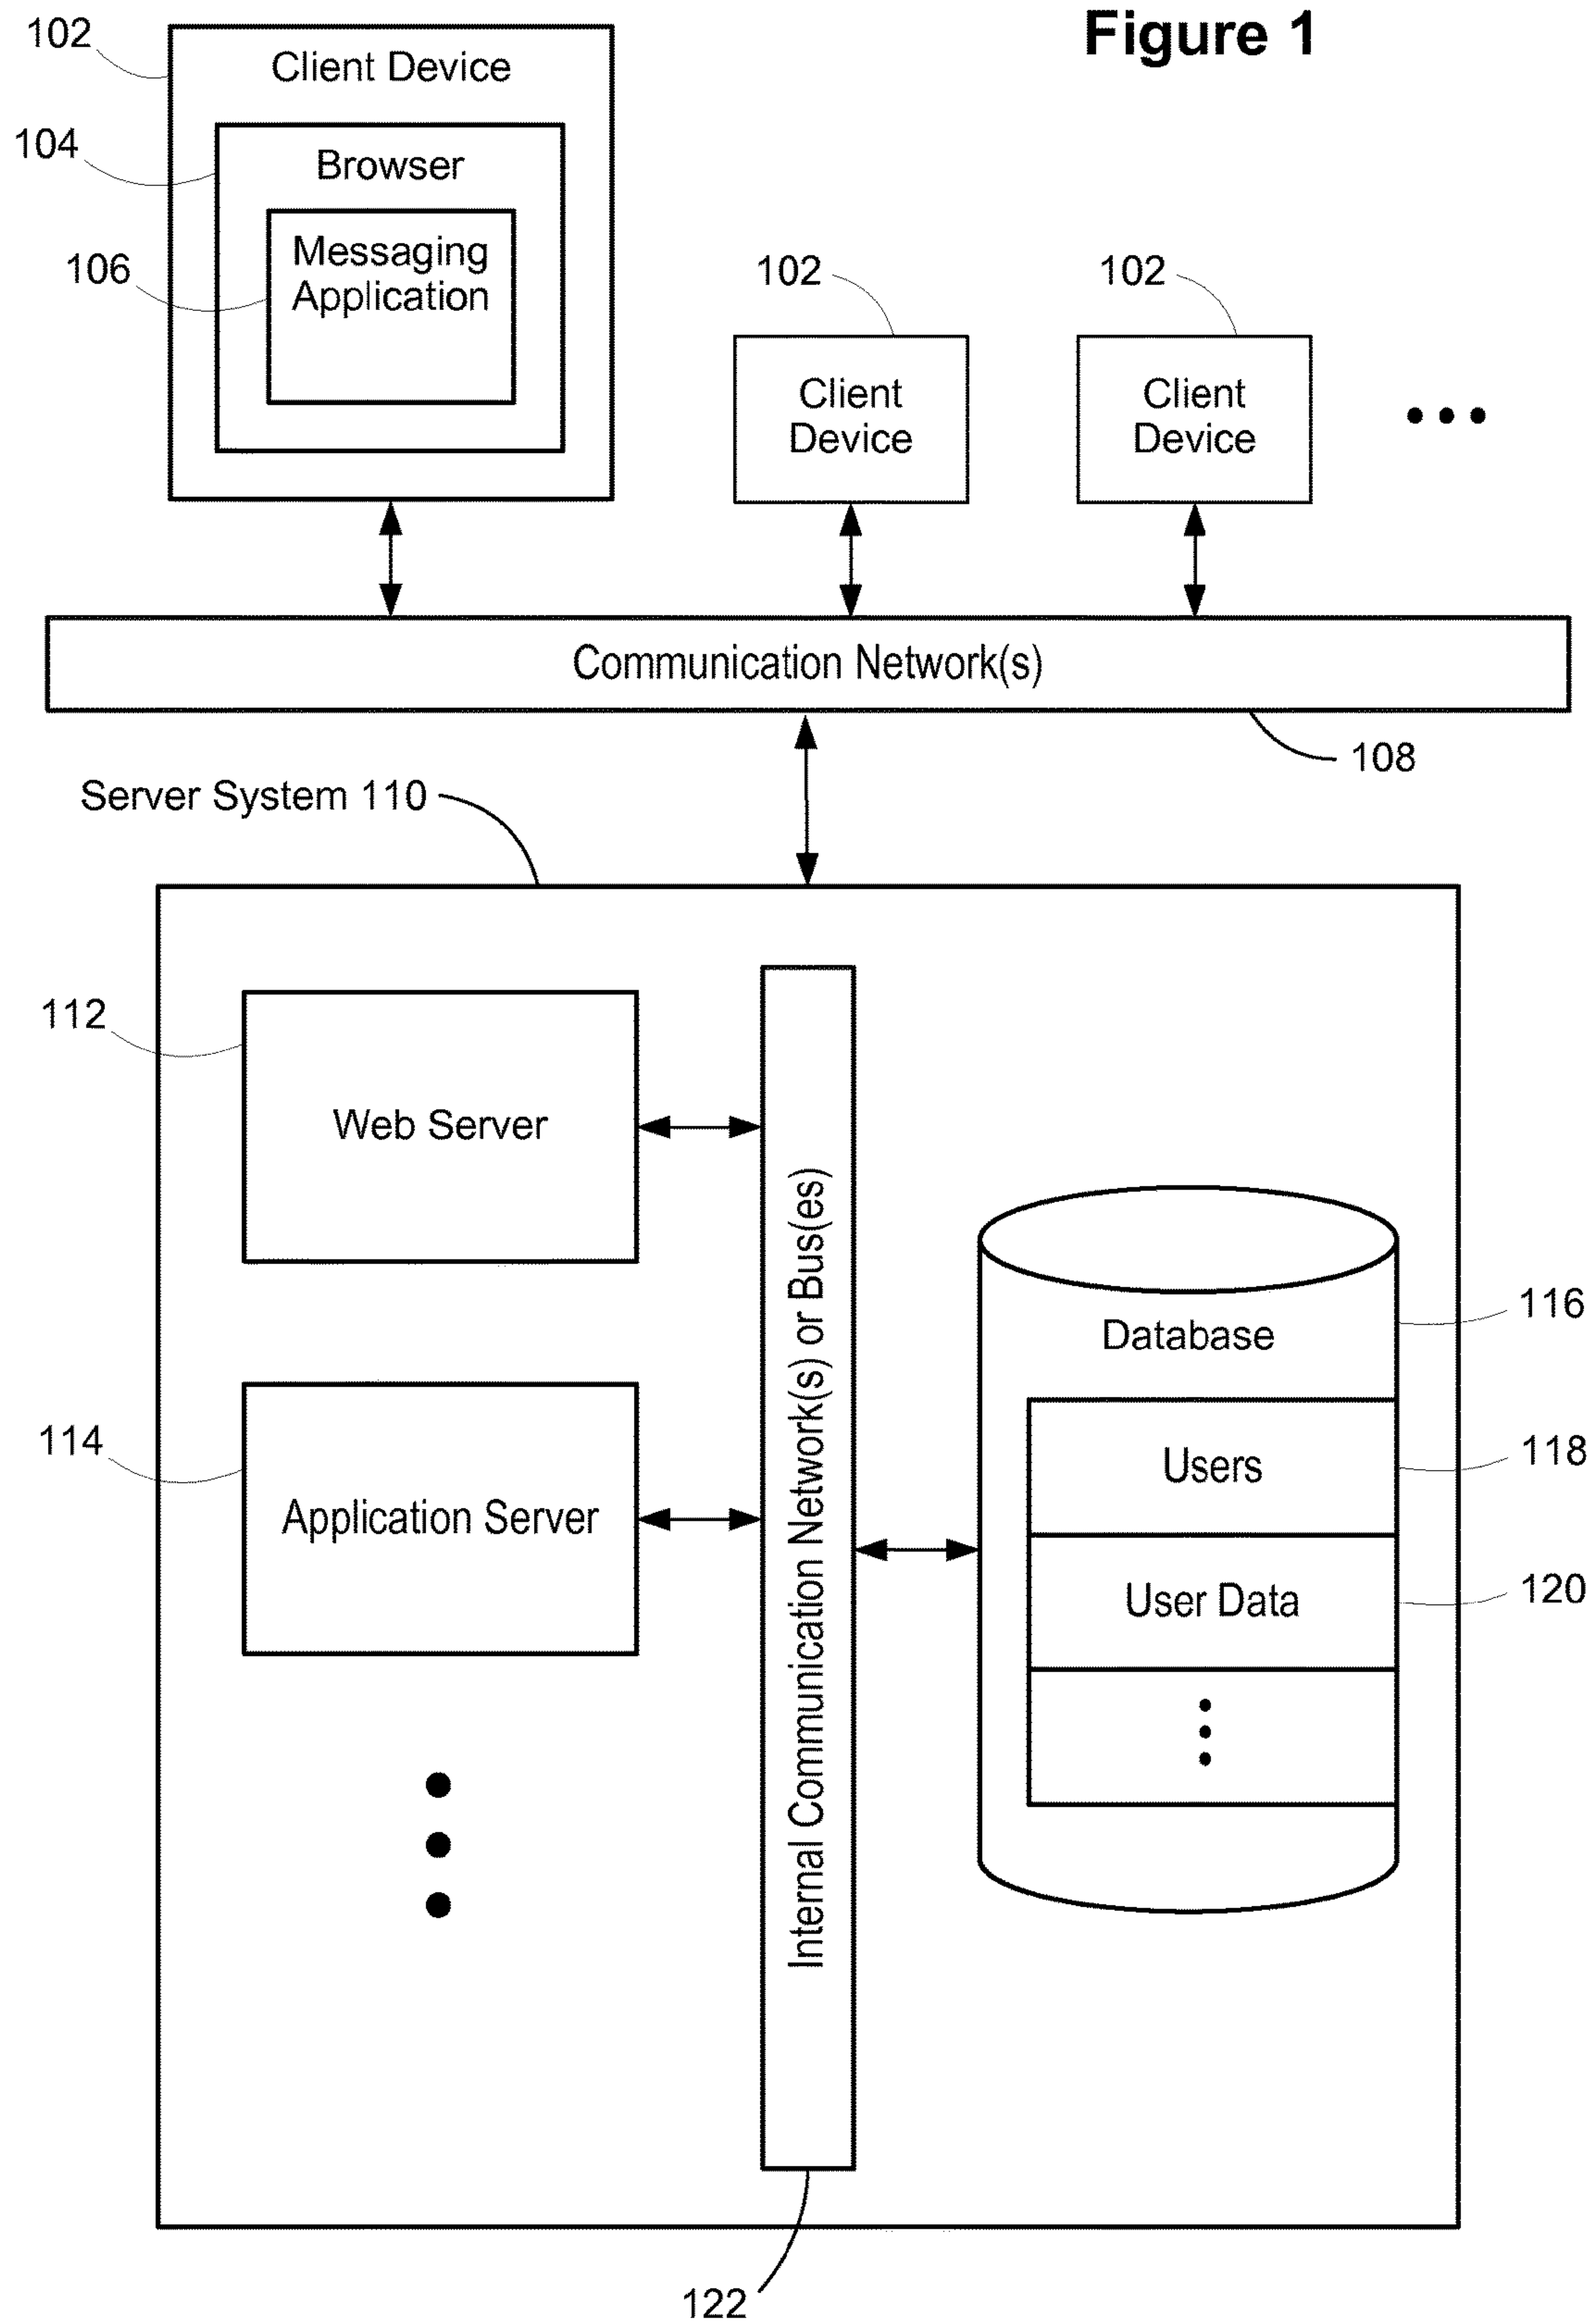 Figure 1
102
Client Device
104
Browser
106
Messaging
Application
102
Client
Device
102
Client
Device
Communication Network(s)
108
Server System 110
112
Web Server
114
Application Server
Internal Communication Network(s) or Bus(es)
Database
116
Users
118
User Data
120
122